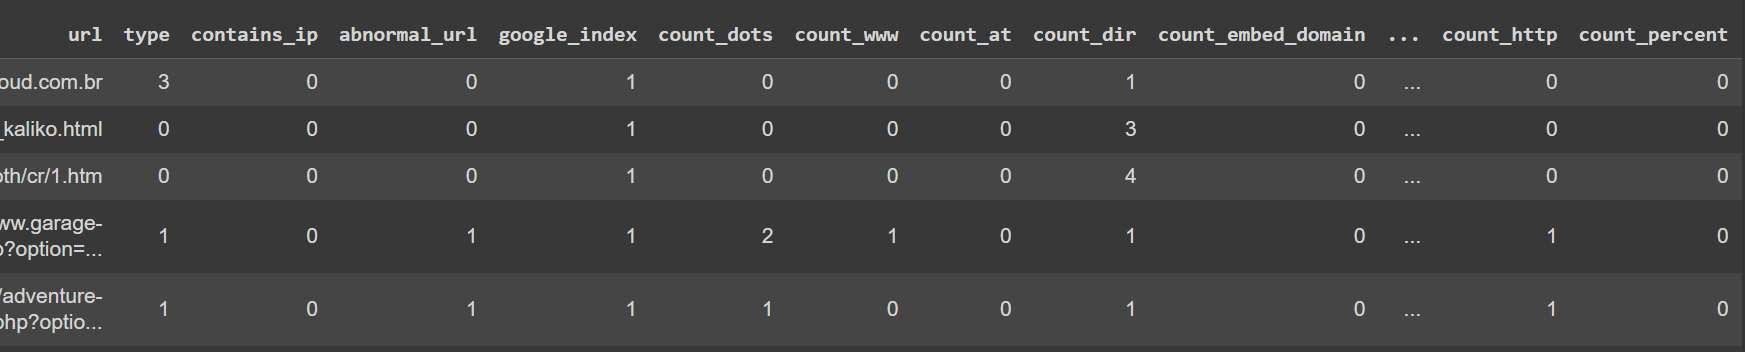 url type contains_ip abnormal_url google_index count_dots count_www count_at count_dir count_embed_domain ... count_http count_percent
oud.com.br 3 0 0 1 0 0 0 1 0 ... 0 0
_kaliko.html 0 0 0 1 0 0 0 3 0 ... 0 0
oth/cr/1.htm 0 0 0 1 0 0 0 4 0 ... 0 0
ww.garage-
p?option=... 1 0 1 1 2 1 0 1 0 ... 1 0
/adventure-
php?optio... 1 0 1 1 1 0 0 1 0 ... 1 0